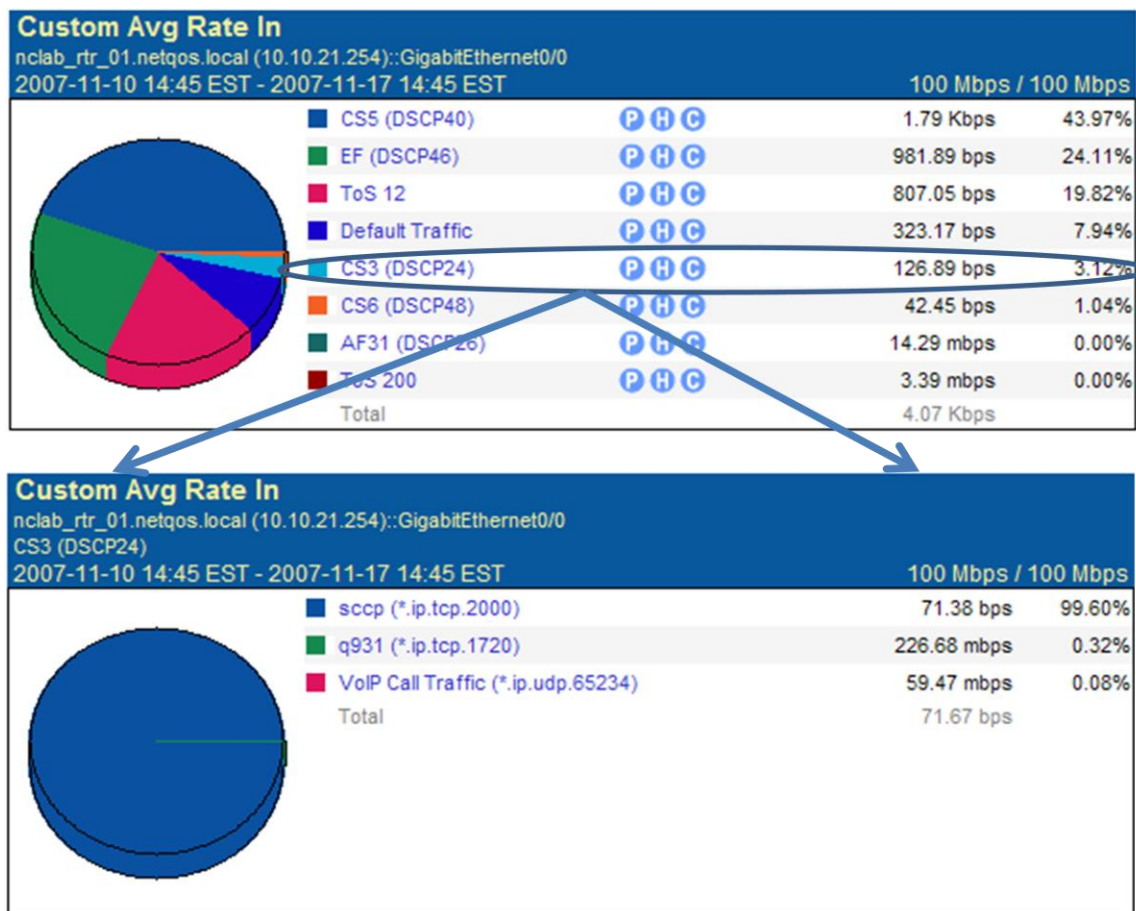 Custom Avg Rate In
nclab_rtr_01.netqos.local (10.10.21.254)::GigabitEthernet0/0
2007-11-10 14:45 EST - 2007-11-17 14:45 EST 100 Mbps / 100 Mbps
CS5 (DSCP40) P H C 1.79 Kbps 43.97%
EF (DSCP46) P H C 981.89 bps 24.11%
ToS 12 P H C 807.05 bps 19.82%
Default Traffic P H C 323.17 bps 7.94%
CS3 (DSCP24) P H C 126.89 bps 3.12%
CS6 (DSCP48) P H C 42.45 bps 1.04%
AF31 (DSCP26) P H C 14.29 mbps 0.00%
ToS 200 P H C 3.39 mbps 0.00%
Total 4.07 Kbps
Custom Avg Rate In
nclab_rtr_01.netqos.local (10.10.21.254)::GigabitEthernet0/0
CS3 (DSCP24)
2007-11-10 14:45 EST - 2007-11-17 14:45 EST 100 Mbps / 100 Mbps
sccp (*.ip.tcp.2000) 71.38 bps 99.60%
q931 (*.ip.tcp.1720) 226.68 mbps 0.32%
VoIP Call Traffic (*.ip.udp.65234) 59.47 mbps 0.08%
Total 71.67 bps